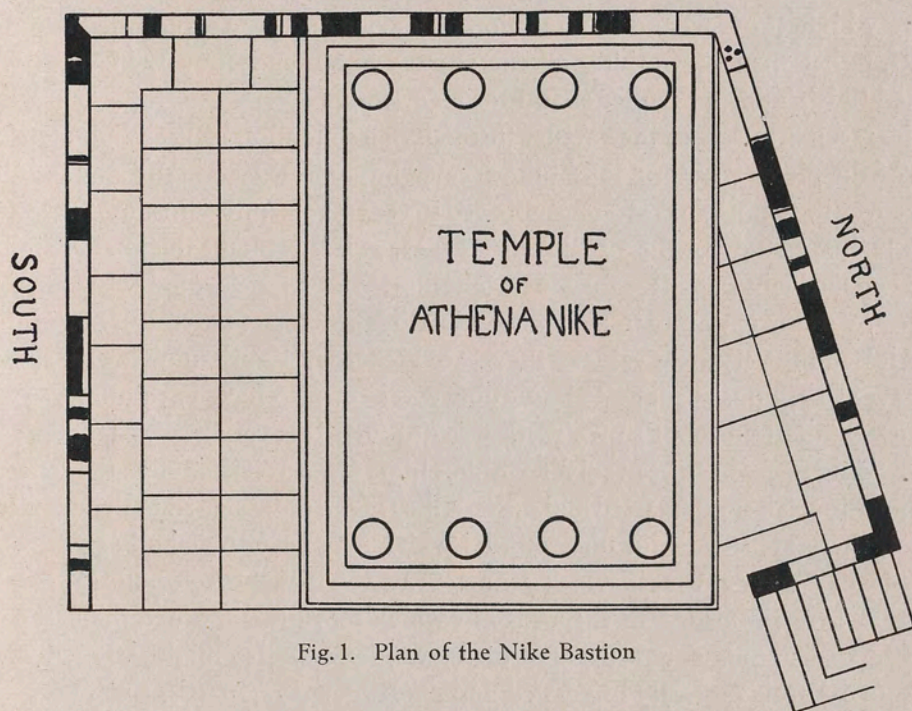 SOUTH
TEMPLE
OF
ATHENA NIKE
NORTH
Fig. 1. Plan of the Nike Bastion